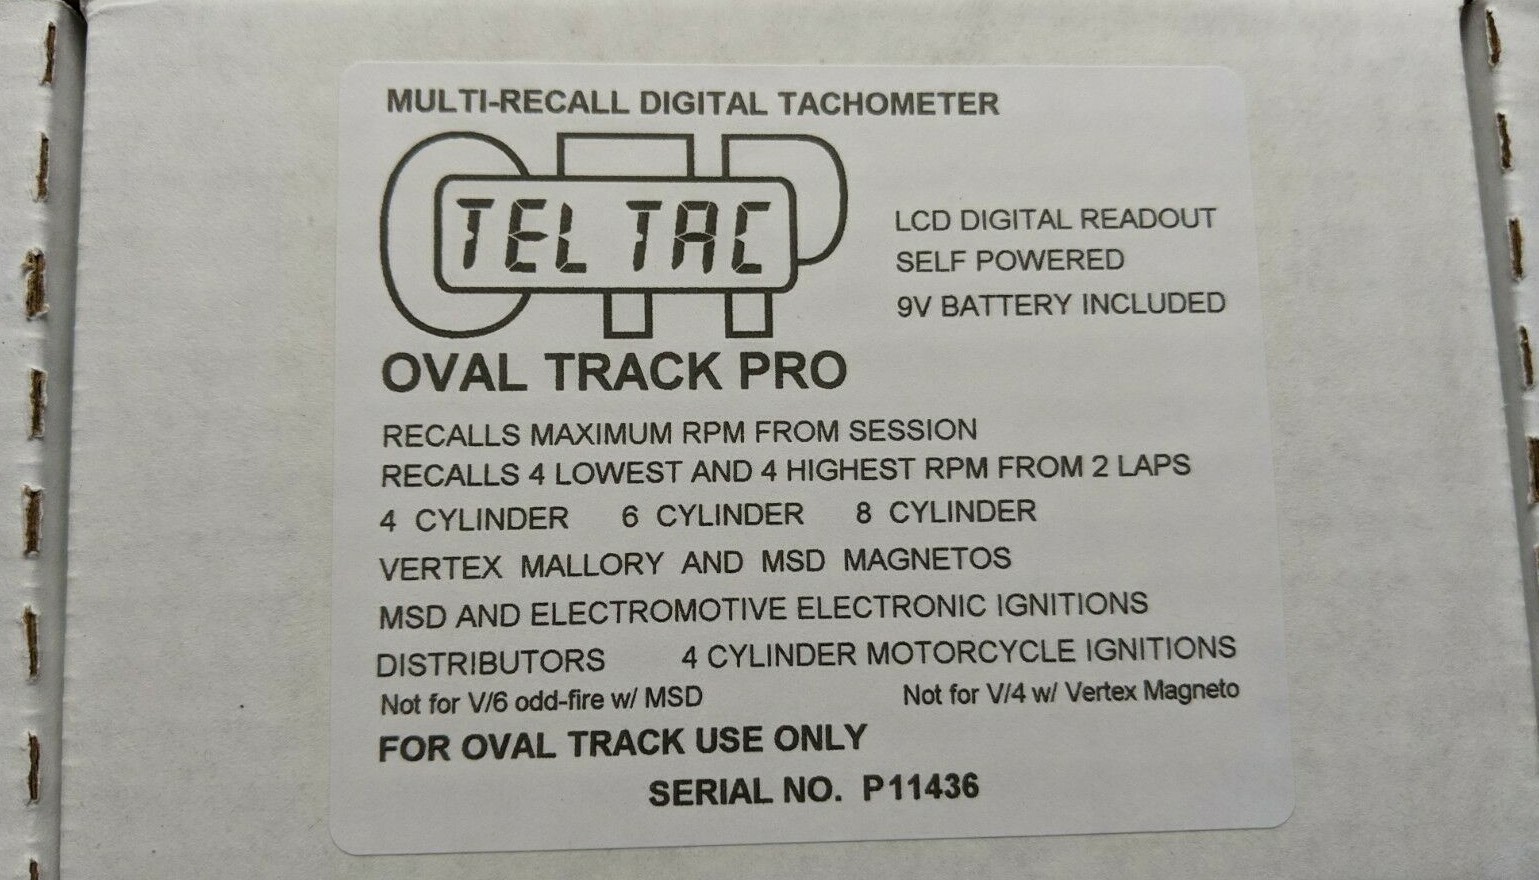 MULTI-RECALL DIGITAL TACHOMETER
OTP
TEL TAC
LCD DIGITAL READOUT
SELF POWERED
9V BATTERY INCLUDED
OVAL TRACK PRO
RECALLS MAXIMUM RPM FROM SESSION
RECALLS 4 LOWEST AND 4 HIGHEST RPM FROM 2 LAPS
4 CYLINDER 6 CYLINDER 8 CYLINDER
VERTEX MALLORY AND MSD MAGNETOS
MSD AND ELECTROMOTIVE ELECTRONIC IGNITIONS
DISTRIBUTORS 4 CYLINDER MOTORCYCLE IGNITIONS
Not for V/6 odd-fire w/ MSD Not for V/4 w/ Vertex Magneto
FOR OVAL TRACK USE ONLY
SERIAL NO. P11436